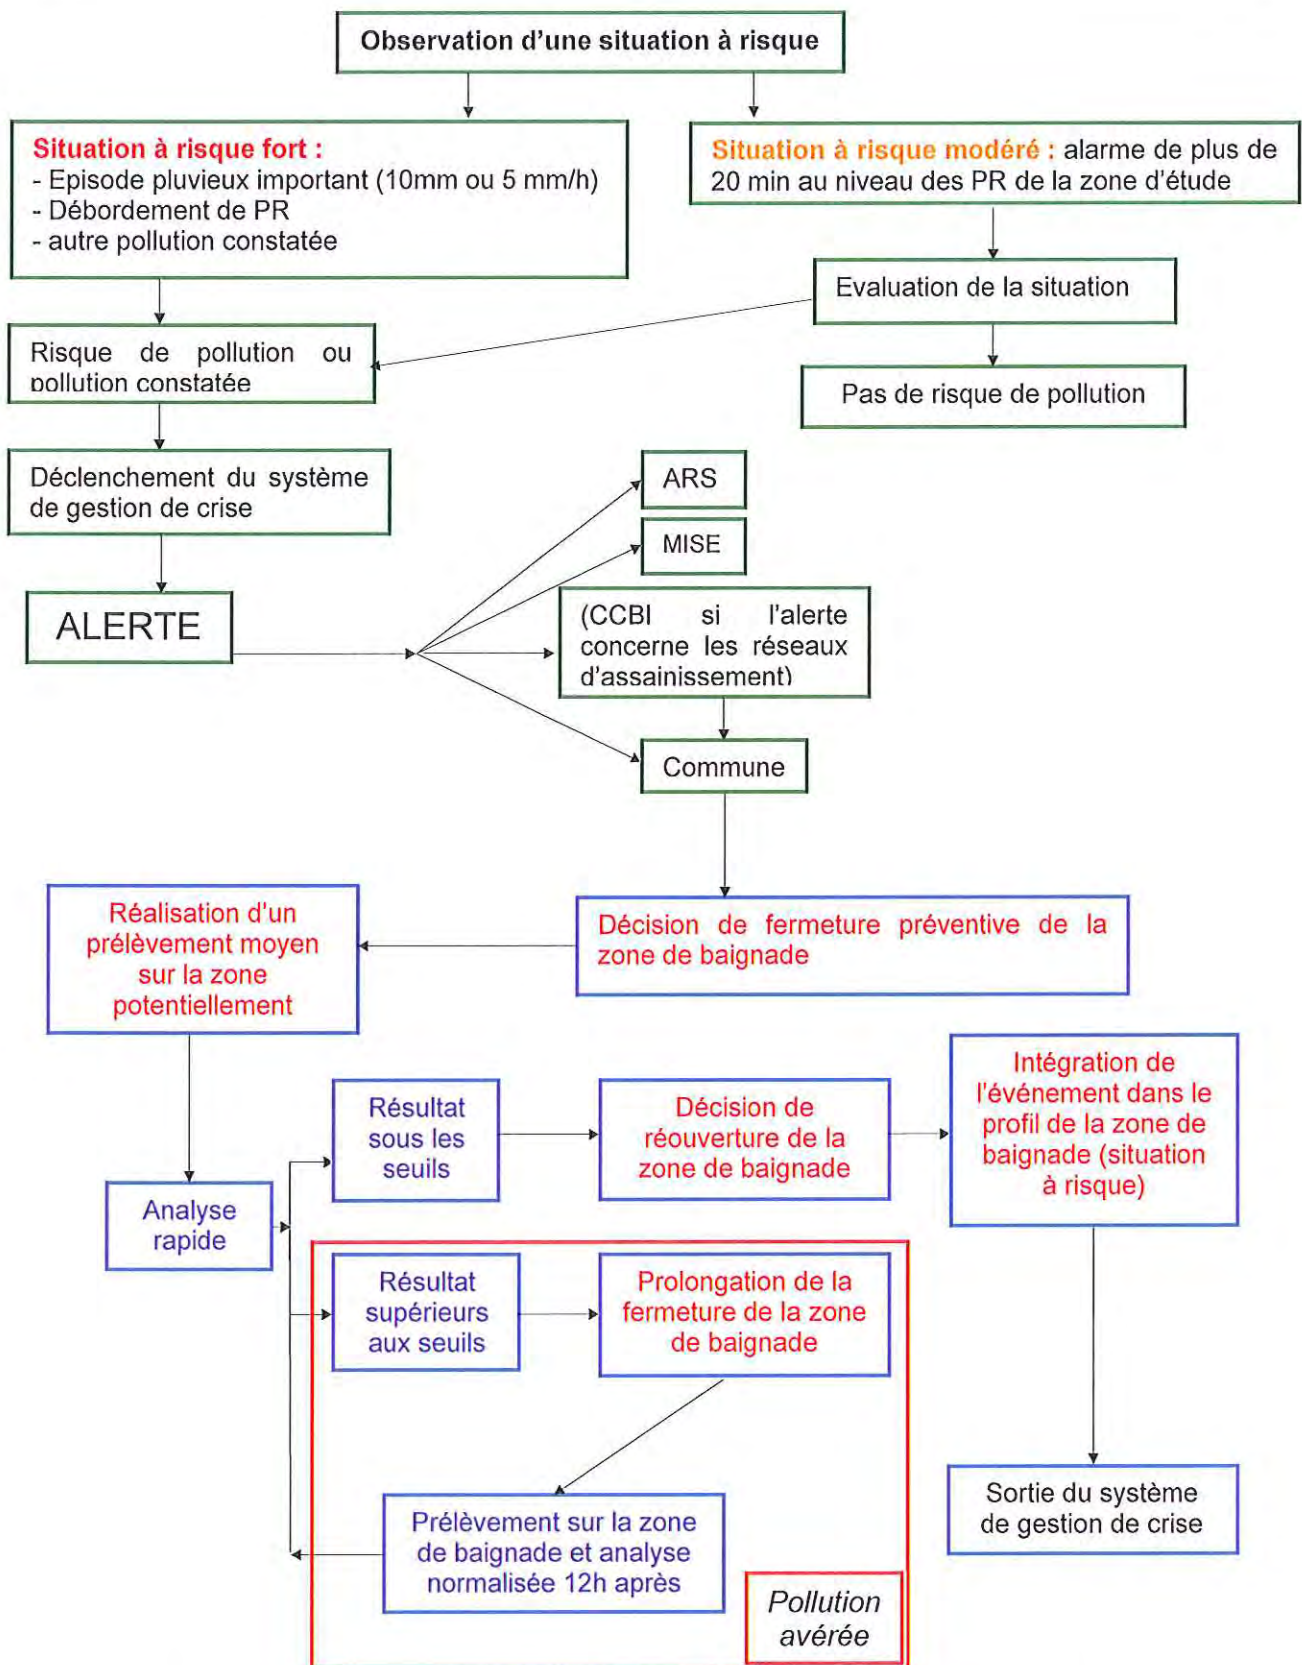 Observation d'une situation à risque
Situation à risque fort :
- Episode pluvieux important (10mm ou 5 mm/h)
- Débordement de PR
- autre pollution constatée
Situation à risque modéré : alarme de plus de
20 min au niveau des PR de la zone d'étude
Evaluation de la situation
Risque de pollution ou
pollution constatée
Pas de risque de pollution
Déclenchement du système
de gestion de crise
ARS
MISE
ALERTE
(CCBI si l'alerte
concerne les réseaux
d'assainissement)
Commune
Réalisation d'un
prélèvement moyen
sur la zone
potentiellement
Décision de fermeture préventive de la
zone de baignade
Analyse
rapide
Résultat
sous les
seuils
Décision de
réouverture de la
zone de baignade
Intégration de
l'événement dans le
profil de la zone de
baignade (situation
à risque)
Résultat
supérieurs
aux seuils
Prolongation de la
fermeture de la zone
de baignade
Prélèvement sur la zone
de baignade et analyse
normalisée 12h après
Sortie du système
de gestion de crise
Pollution
avérée